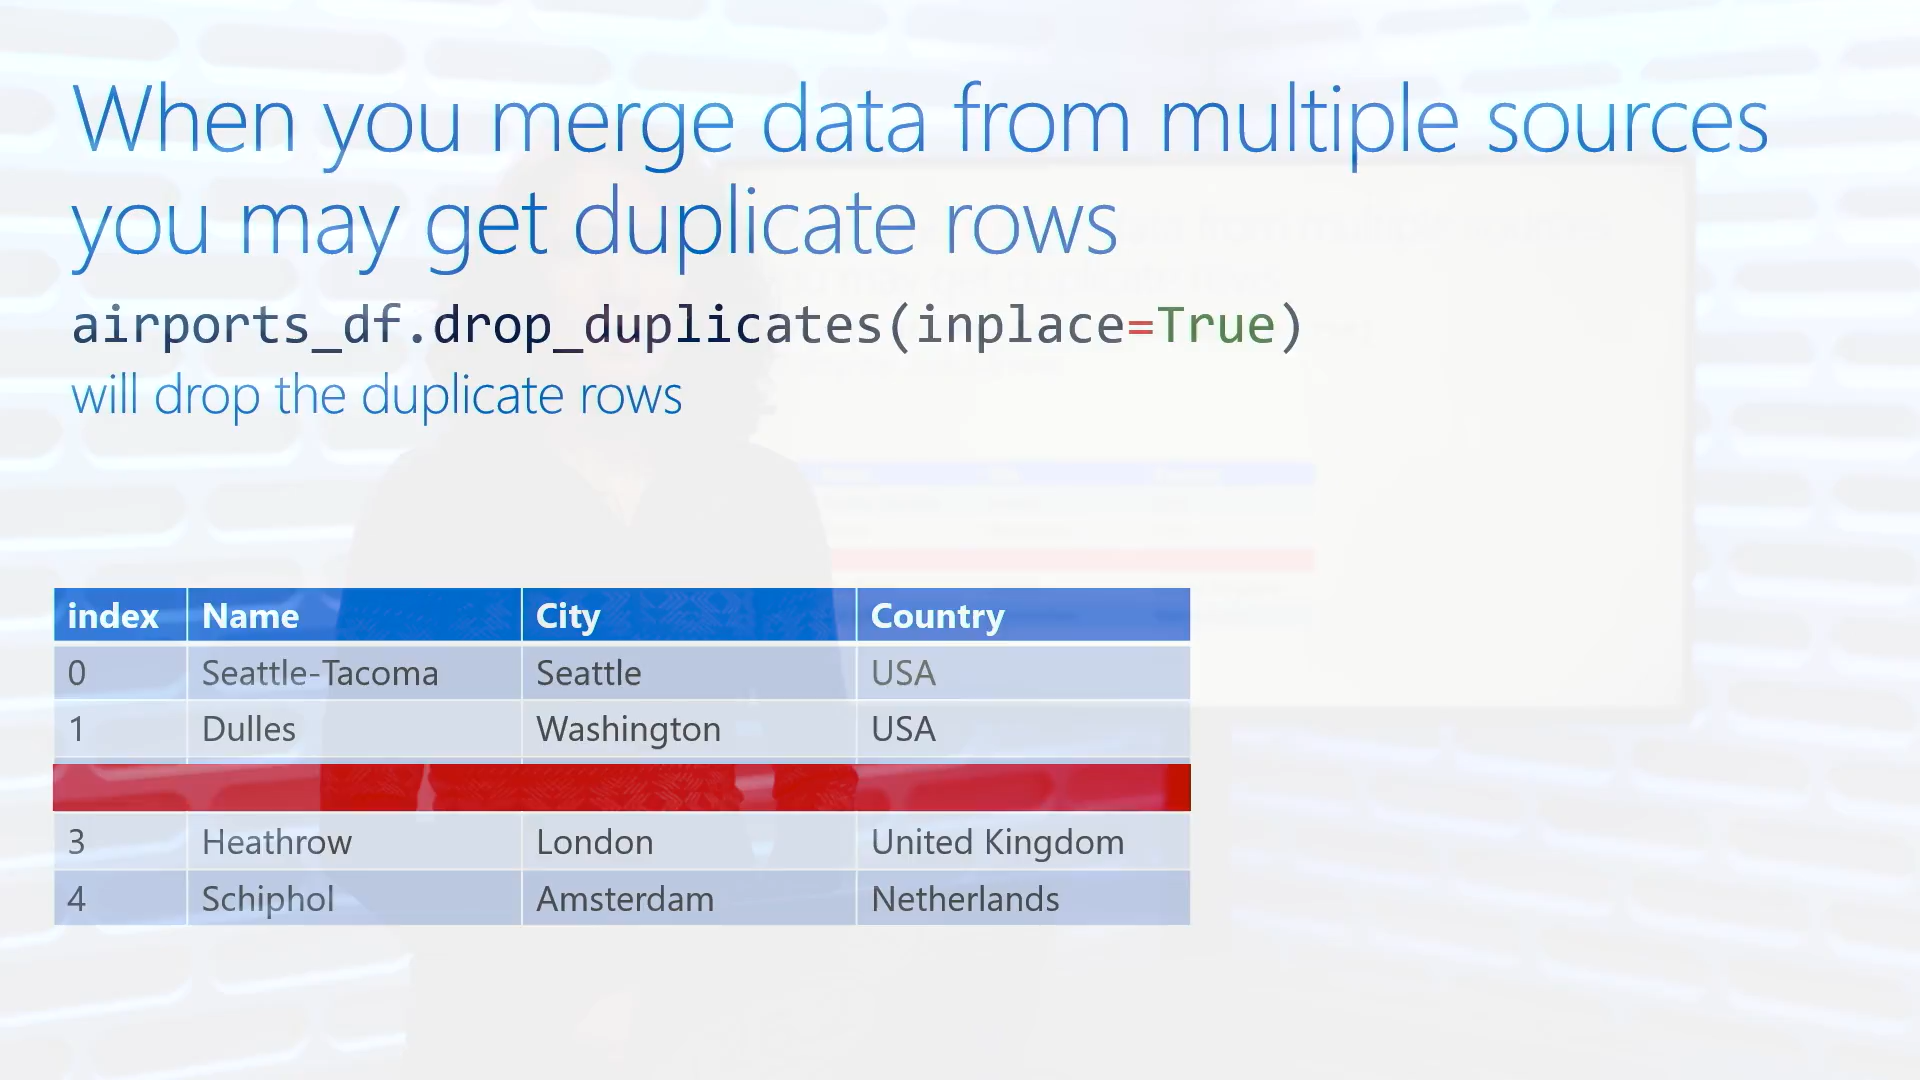 When you merge data from multiple sources
you may get duplicate rows
airports_df.drop_duplicates(inplace=True)
will drop the duplicate rows
index Name City Country
0 Seattle-Tacoma Seattle USA
1 Dulles Washington USA
3 Heathrow London United Kingdom
4 Schiphol Amsterdam Netherlands